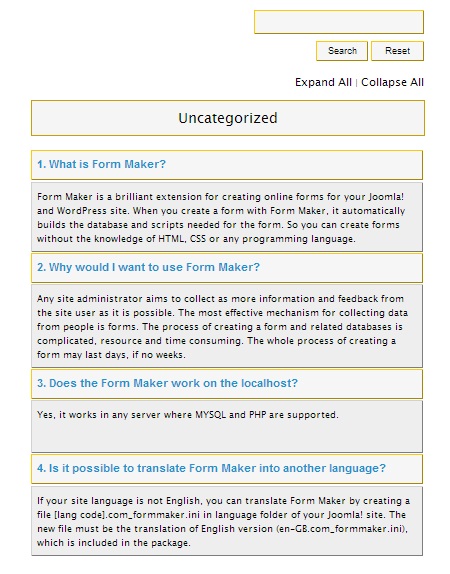 Search Reset
Expand All | Collapse All
Uncategorized
1. What is Form Maker?
Form Maker is a brilliant extension for creating online forms for your Joomla!
and WordPress site. When you create a form with Form Maker, it automatically
builds the database and scripts needed for the form. So you can create forms
without the knowledge of HTML, CSS or any programming language.
2. Why would I want to use Form Maker?
Any site administrator aims to collect as more information and feedback from
the site user as it is possible. The most effective mechanism for collecting data
from people is forms. The process of creating a form and related databases is
complicated, resource and time consuming. The whole process of creating a
form may last days, if no weeks.
3. Does the Form Maker work on the localhost?
Yes, it works in any server where MYSQL and PHP are supported.
4. Is it possible to translate Form Maker into another language?
If your site language is not English, you can translate Form Maker by creating a
file [lang code].com_formmaker.ini in language folder of your Joomla! site. The
new file must be the translation of English version (en-GB.com_formmaker.ini),
which is included in the package.